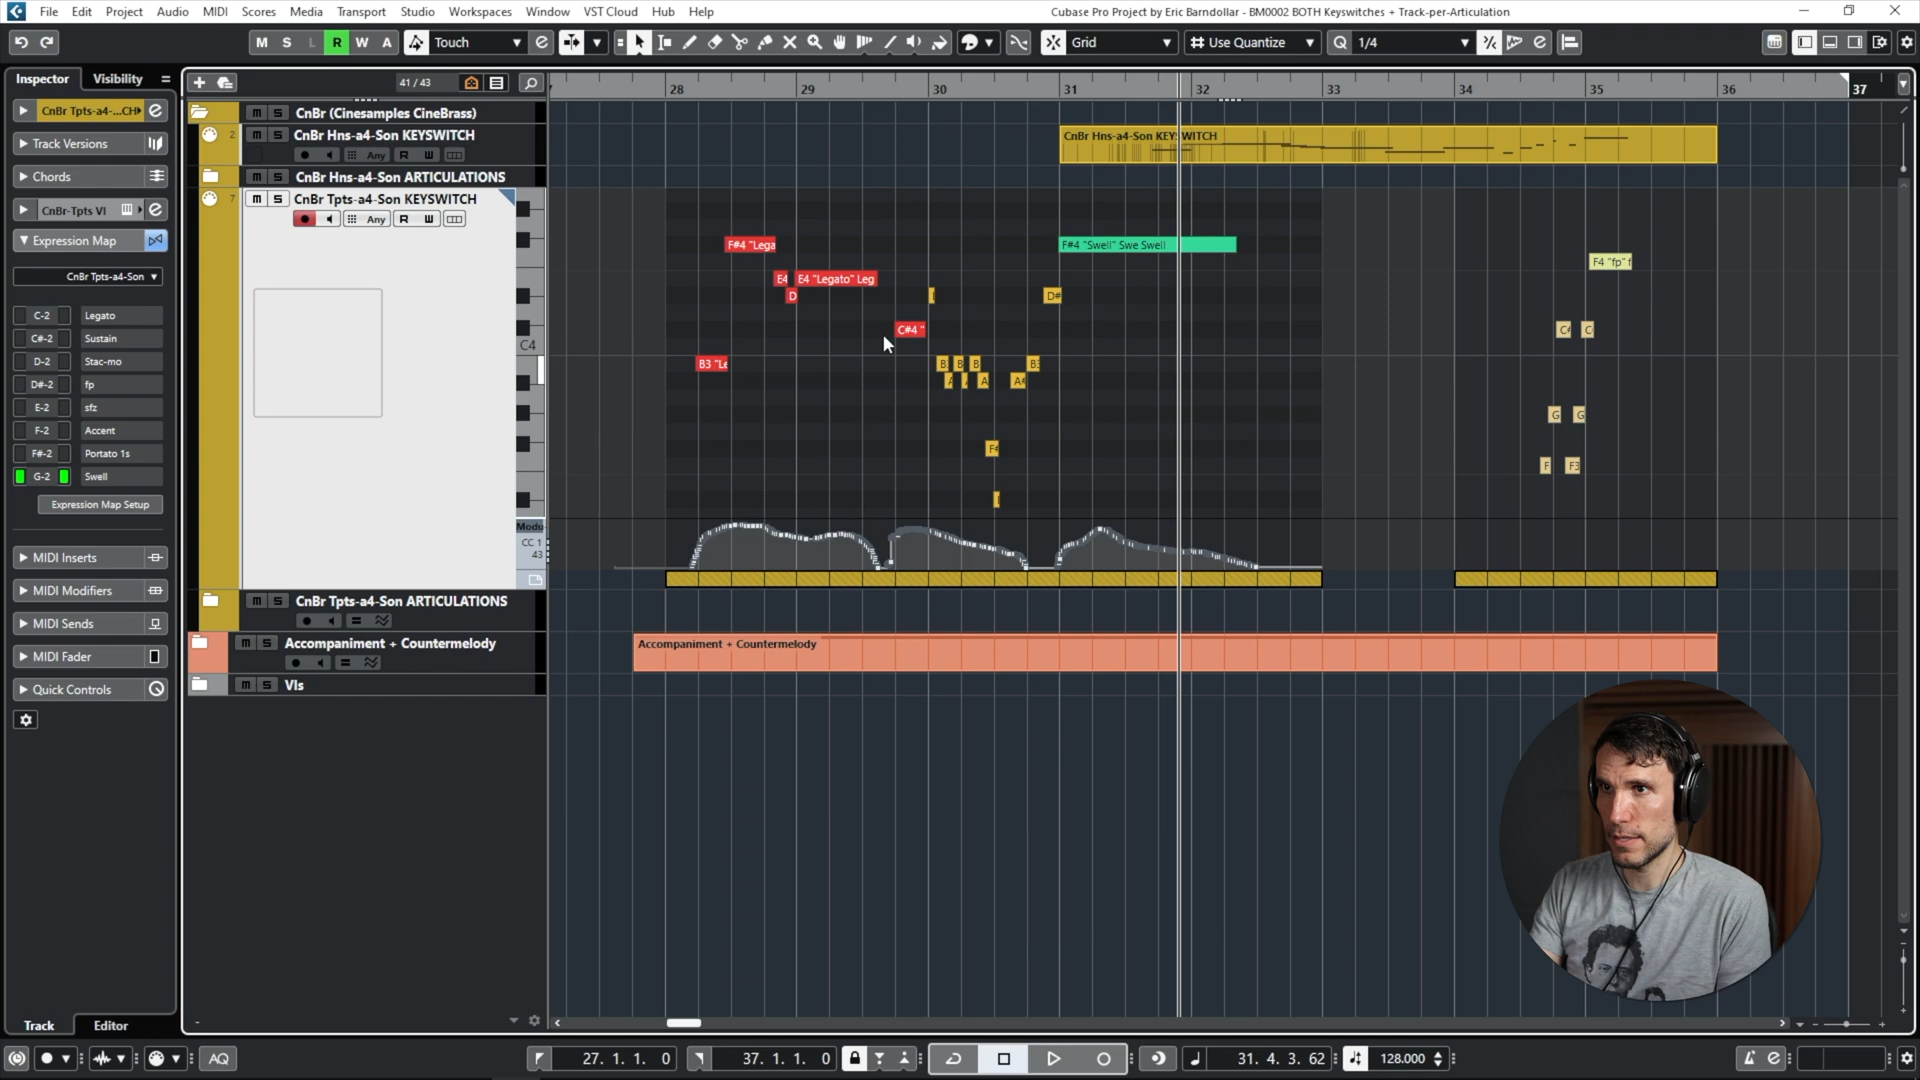 File Edit Project Audio MIDI Scores Media Transport Studio Workspaces Window VST Cloud Hub Help
Cubase Pro Project by Eric Barndollar - BM0002 BOTH Keyswitches + Track-per-Articulation
M S L R W A Touch Grid Use Quantize Q 1/4
Inspector Visibility
41 / 43
28 29 30 31 32 33 34 35 36 37
CnBr Tpts-a4-...CH
Track Versions
Chords
CnBr-Tpts VI
Expression Map
CnBr Tpts-a4-Son
C-2 Legato
C#-2 Sustain
D-2 Stac-mo
D#-2 fp
E-2 sfz
F-2 Accent
F#-2 Portato 1s
G-2 Swell
Expression Map Setup
MIDI Inserts
MIDI Modifiers
MIDI Sends
MIDI Fader
Quick Controls
Track Editor
m S CnBr (Cinesamples CineBrass)
2 m S CnBr Hns-a4-Son KEYSWITCH
Any R W
m S CnBr Hns-a4-Son ARTICULATIONS
7 m S CnBr Tpts-a4-Son KEYSWITCH
Any R W
C4
Modu
CC 1
43
m S CnBr Tpts-a4-Son ARTICULATIONS
m S Accompaniment + Countermelody
m S VIs
CnBr Hns-a4-Son KEYSWITCH
F#4 "Lega
F#4 "Swell" Swe Swell
F4 "fp" f
E4
E4 "Legato" Leg
D
D#
C#4 "
C
B3 "Le
B B B B3
A A A#
G G
F#
F F3
Accompaniment + Countermelody
AQ
27. 1. 1. 0
37. 1. 1. 0
31. 4. 3. 62
128.000